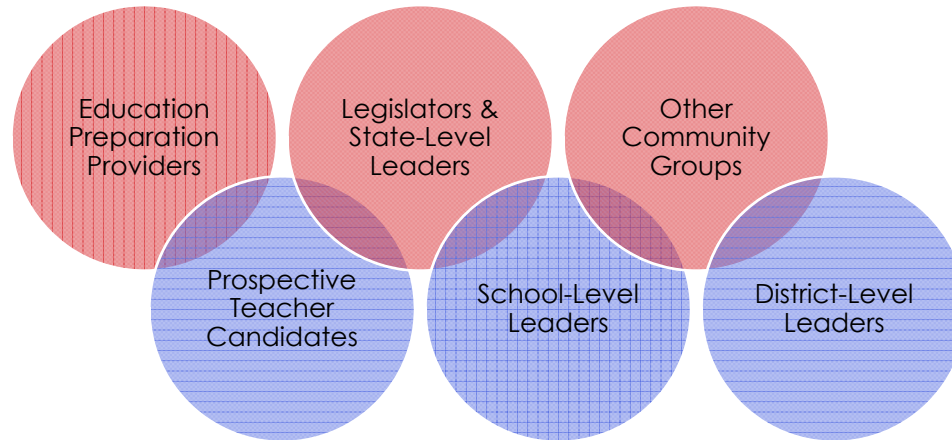 Education
Preparation
Providers
Legislators &
State-Level
Leaders
Other
Community
Groups
Prospective
Teacher
Candidates
School-Level
Leaders
District-Level
Leaders